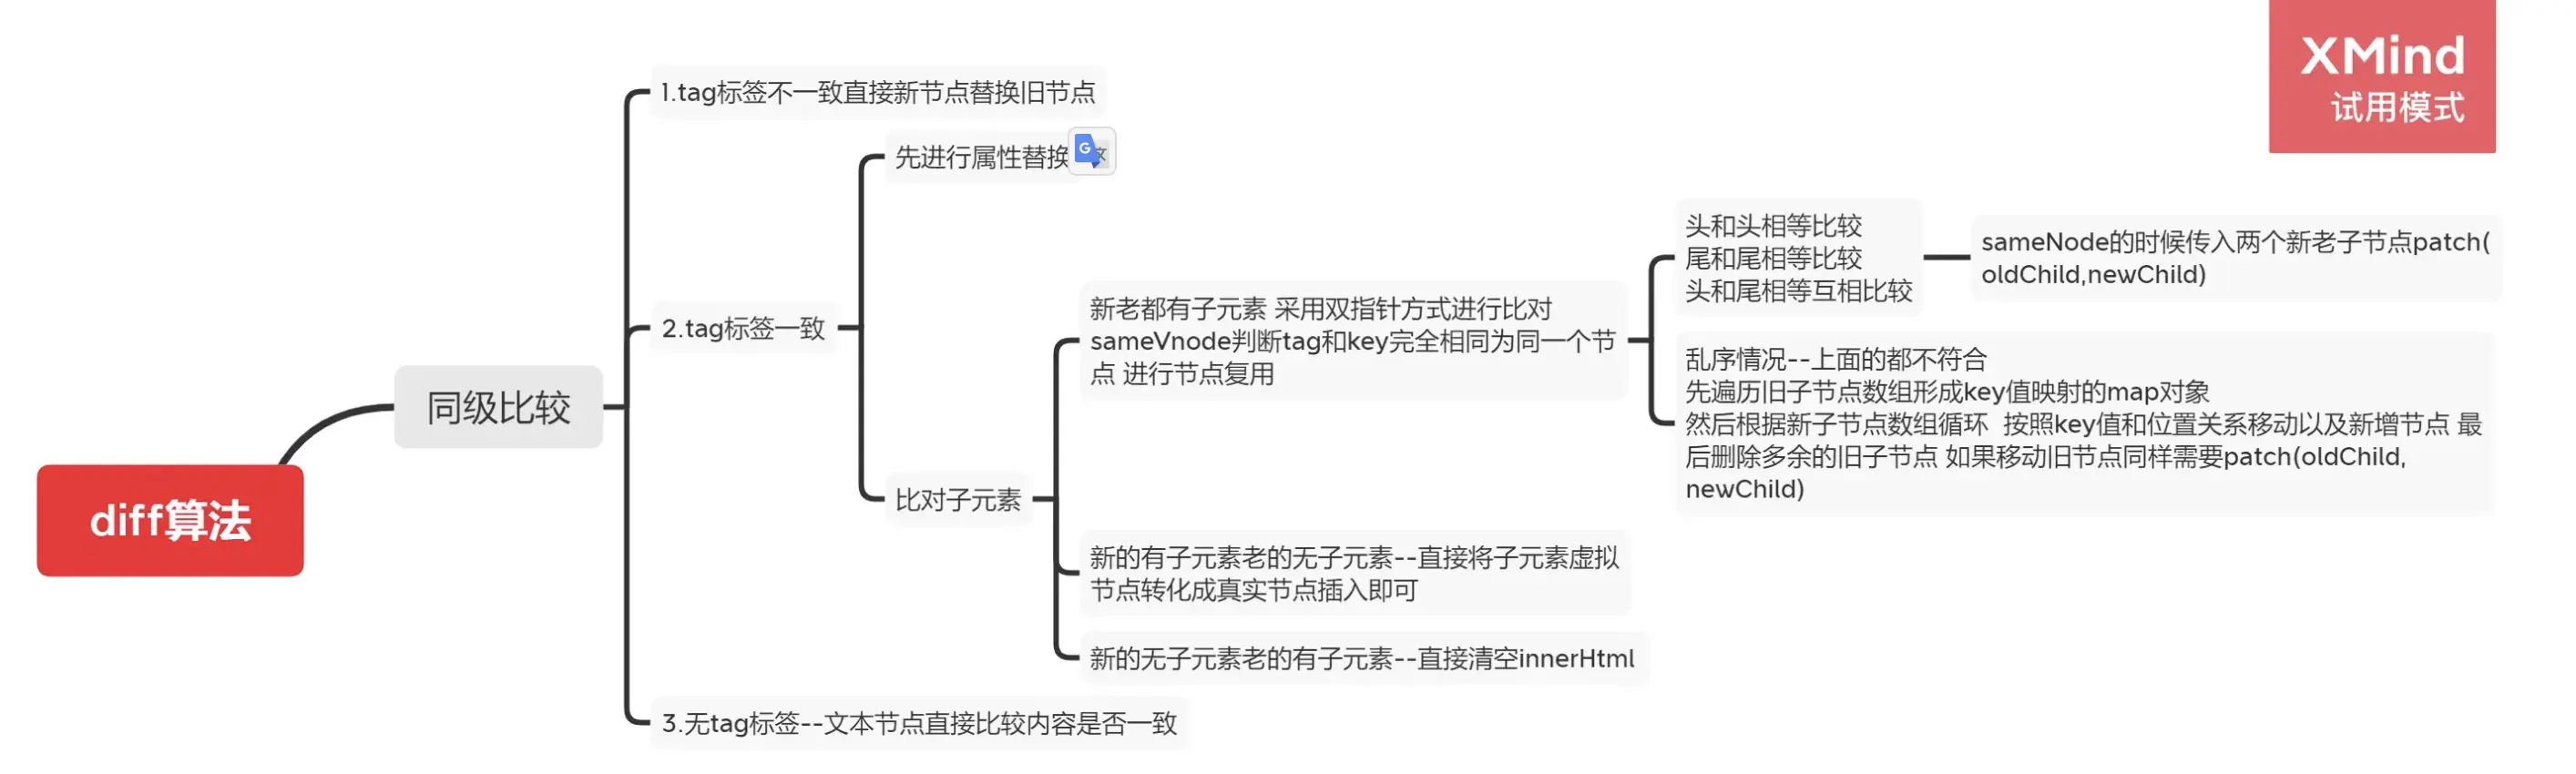 XMind
试用模式
1.tag标签不一致直接新节点替换旧节点
先进行属性替换
头和头相等比较
尾和尾相等比较
头和尾相等互相比较
sameNode的时候传入两个新老子节点patch(
oldChild,newChild)
新老都有子元素 采用双指针方式进行比对
sameVnode判断tag和key完全相同为同一个节
点 进行节点复用
2.tag标签一致
乱序情况--上面的都不符合
先遍历旧子节点数组形成key值映射的map对象
然后根据新子节点数组循环 按照key值和位置关系移动以及新增节点 最
后删除多余的旧子节点 如果移动旧节点同样需要patch(oldChild,
newChild)
同级比较
比对子元素
diff算法
新的有子元素老的无子元素--直接将子元素虚拟
节点转化成真实节点插入即可
新的无子元素老的有子元素--直接清空innerHtml
3.无tag标签--文本节点直接比较内容是否一致